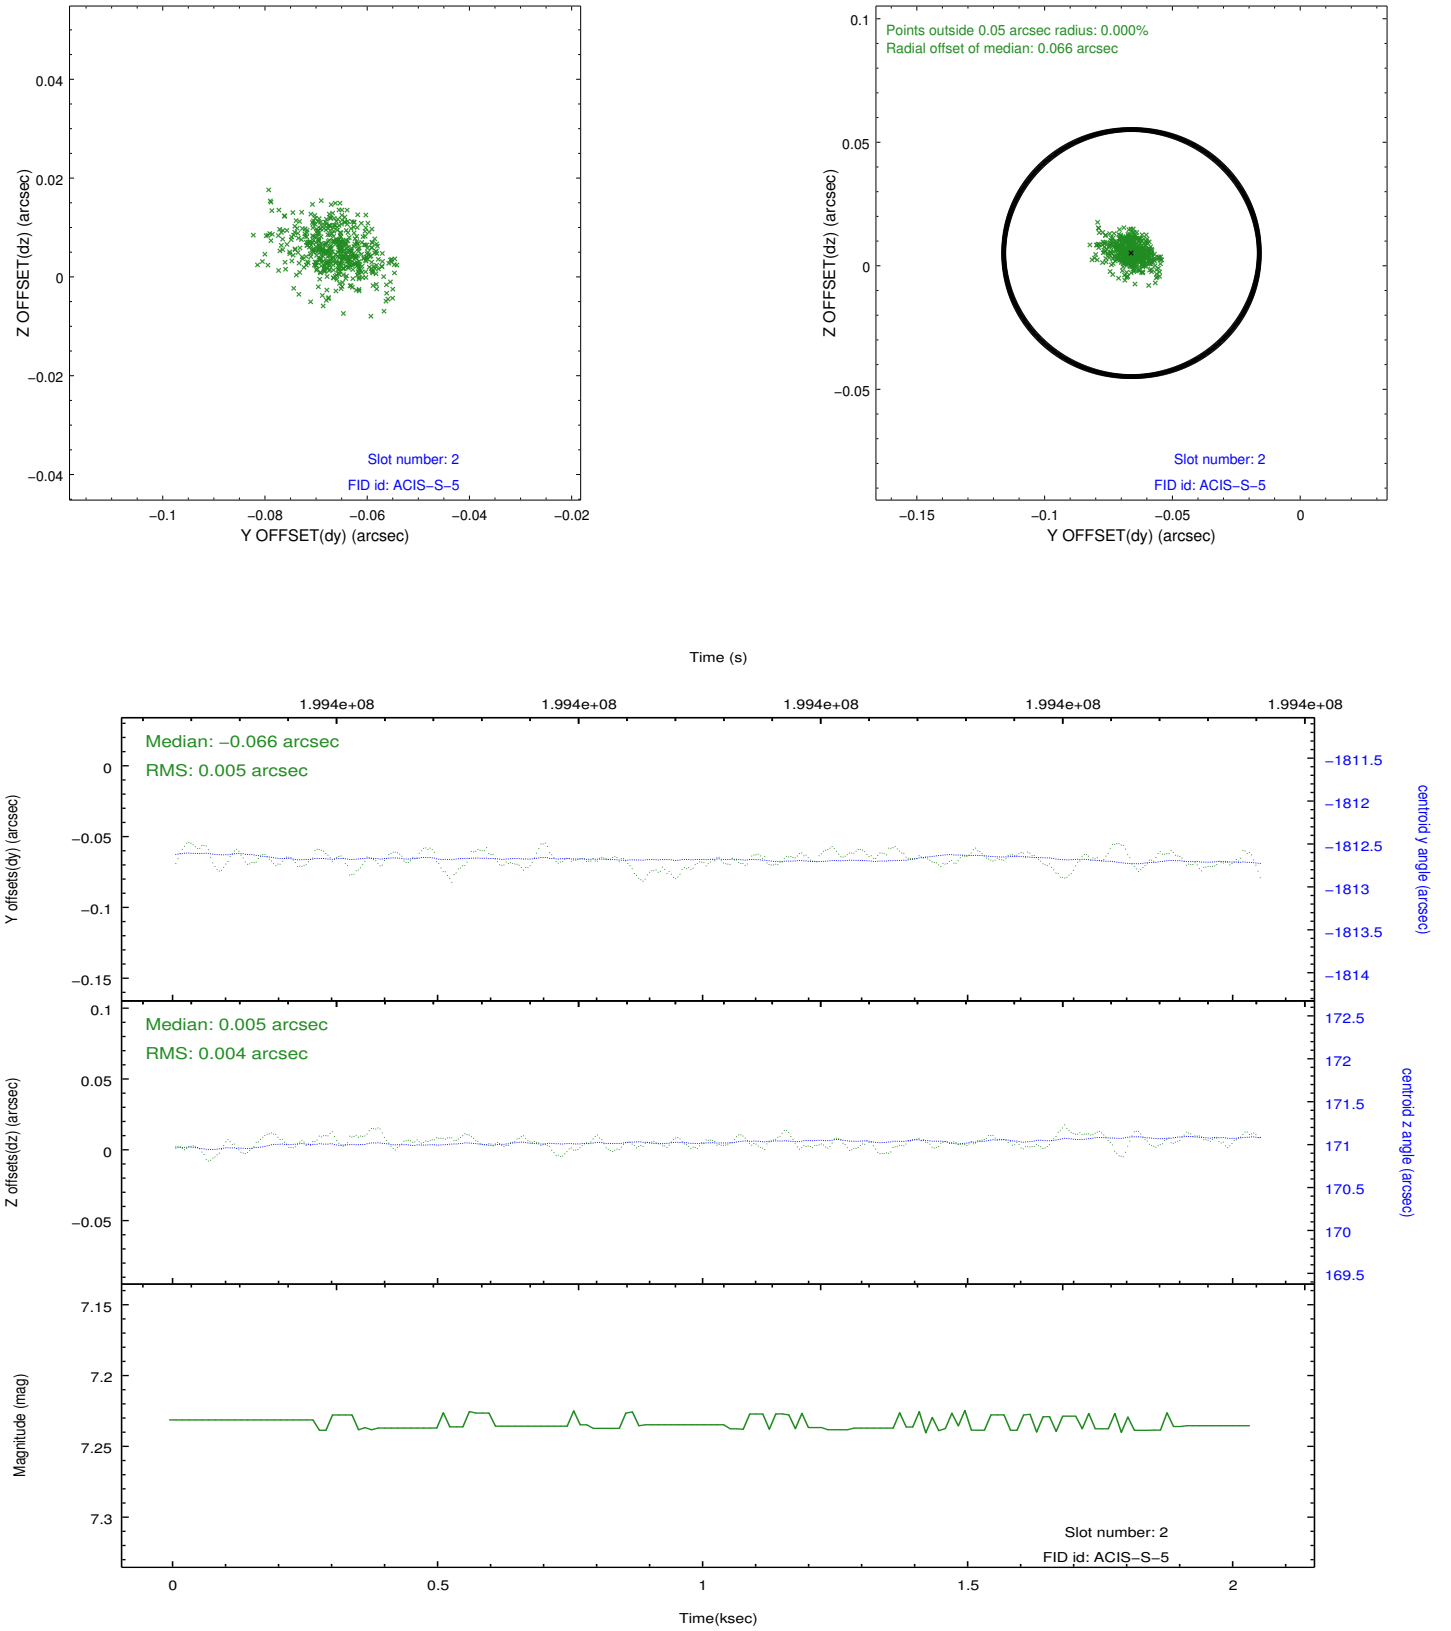 0.04
0.02
0
−0.02
−0.04
Z OFFSET(dz) (arcsec)
Slot number: 2
FID id: ACIS−S−5
−0.1
−0.08
−0.06
−0.04
−0.02
Y OFFSET(dy) (arcsec)
Points outside 0.05 arcsec radius: 0.000%
Radial offset of median: 0.066 arcsec
0.1
0.05
0
−0.05
Z OFFSET(dz) (arcsec)
Slot number: 2
FID id: ACIS−S−5
−0.15
−0.1
−0.05
0
Y OFFSET(dy) (arcsec)
Time (s)
1.994e+08
1.994e+08
1.994e+08
1.994e+08
1.994e+08
Median: −0.066 arcsec
RMS: 0.005 arcsec
0
−0.05
−0.1
−0.15
Y offsets(dy) (arcsec)
−1811.5
−1812
−1812.5
−1813
−1813.5
−1814
centroid y angle (arcsec)
Median: 0.005 arcsec
RMS: 0.004 arcsec
0.1
0.05
0
−0.05
Z offsets(dz) (arcsec)
172.5
172
171.5
171
170.5
170
169.5
centroid z angle (arcsec)
7.15
7.2
7.25
7.3
Magnitude (mag)
Slot number: 2
FID id: ACIS−S−5
0
0.5
1
1.5
2
Time(ksec)